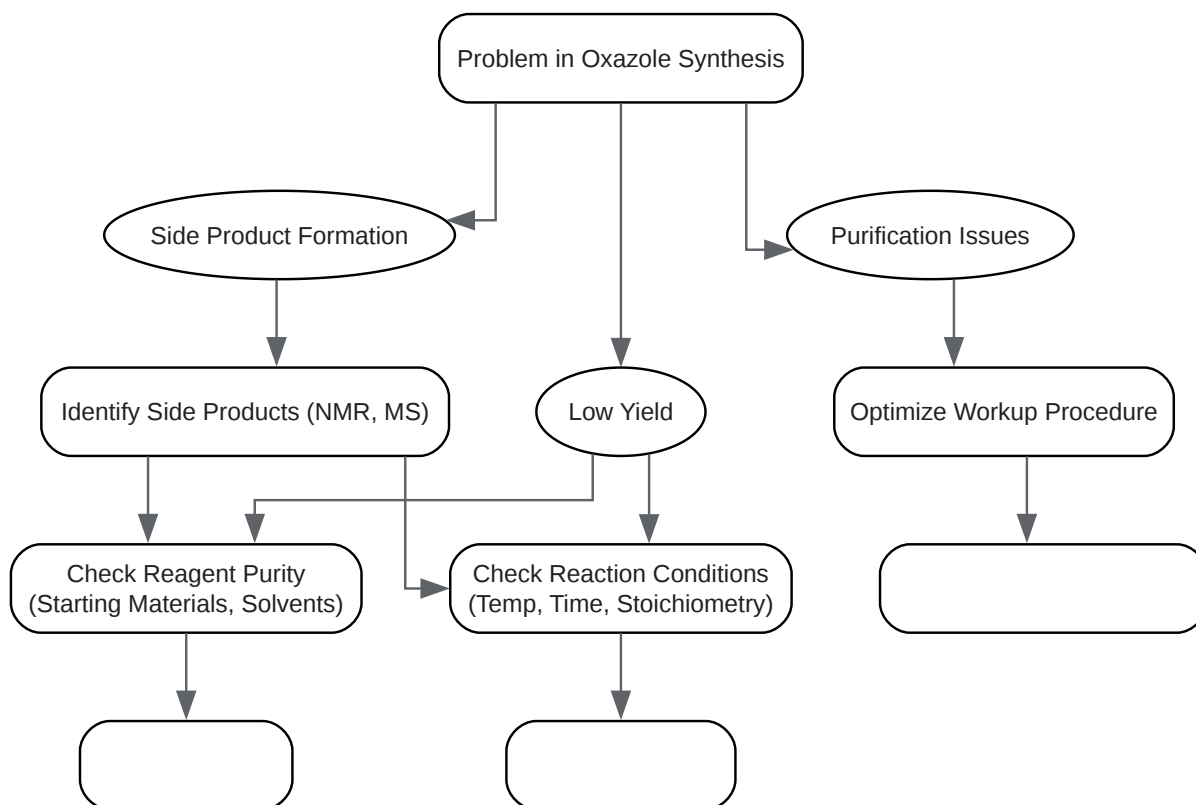 Problem in Oxazole Synthesis
Side Product Formation
Purification Issues
Identify Side Products (NMR, MS)
Low Yield
Optimize Workup Procedure
Check Reagent Purity
(Starting Materials, Solvents)
Check Reaction Conditions
(Temp, Time, Stoichiometry)